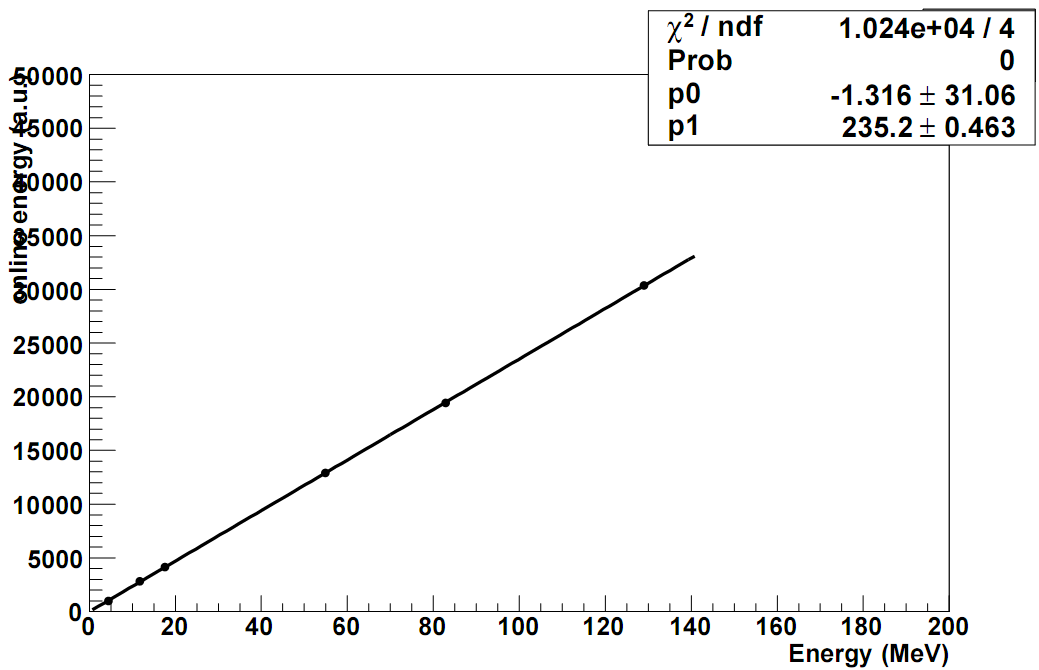 χ² / ndf 1.024e+04 / 4
Prob 0
p0 -1.316 ± 31.06
p1 235.2 ± 0.463
online energy (a.u.)
50000
45000
40000
35000
30000
25000
20000
15000
10000
5000
0
0 20 40 60 80 100 120 140 160 180 200
Energy (MeV)